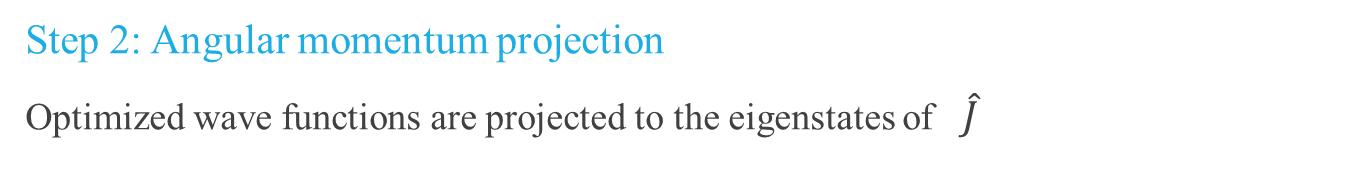 Step 2: Angular momentum projection
Optimized wave functions are projected to the eigenstates of Ĵ